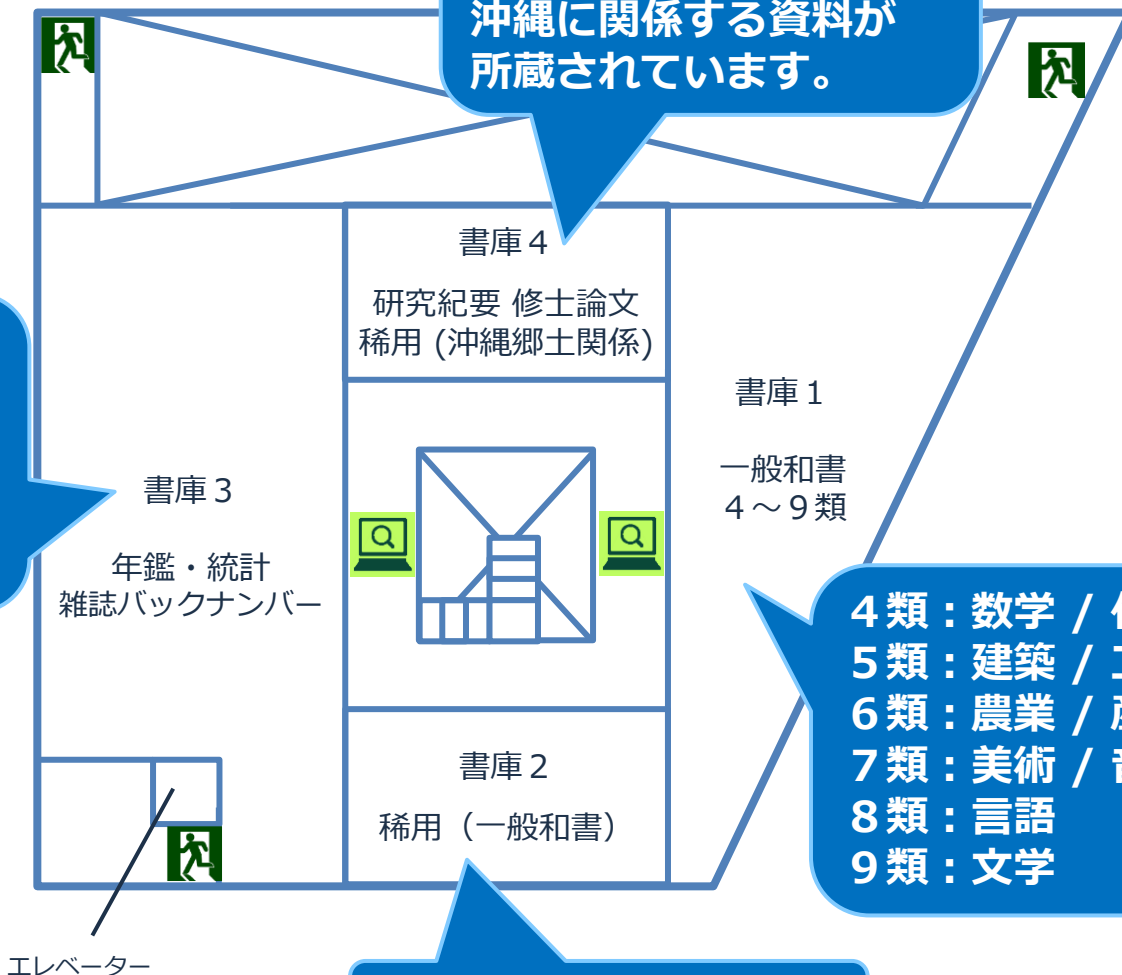 沖縄に関係する資料が
所蔵されています。
書庫４
研究紀要 修士論文
稀用 (沖縄郷土関係)
書庫１
一般和書
４～９類
書庫３
年鑑・統計
雑誌バックナンバー
４類：数学 /
５類：建築 /
６類：農業 /
７類：美術 /
８類：言語
９類：文学
書庫２
稀用（一般和書）
エレベーター